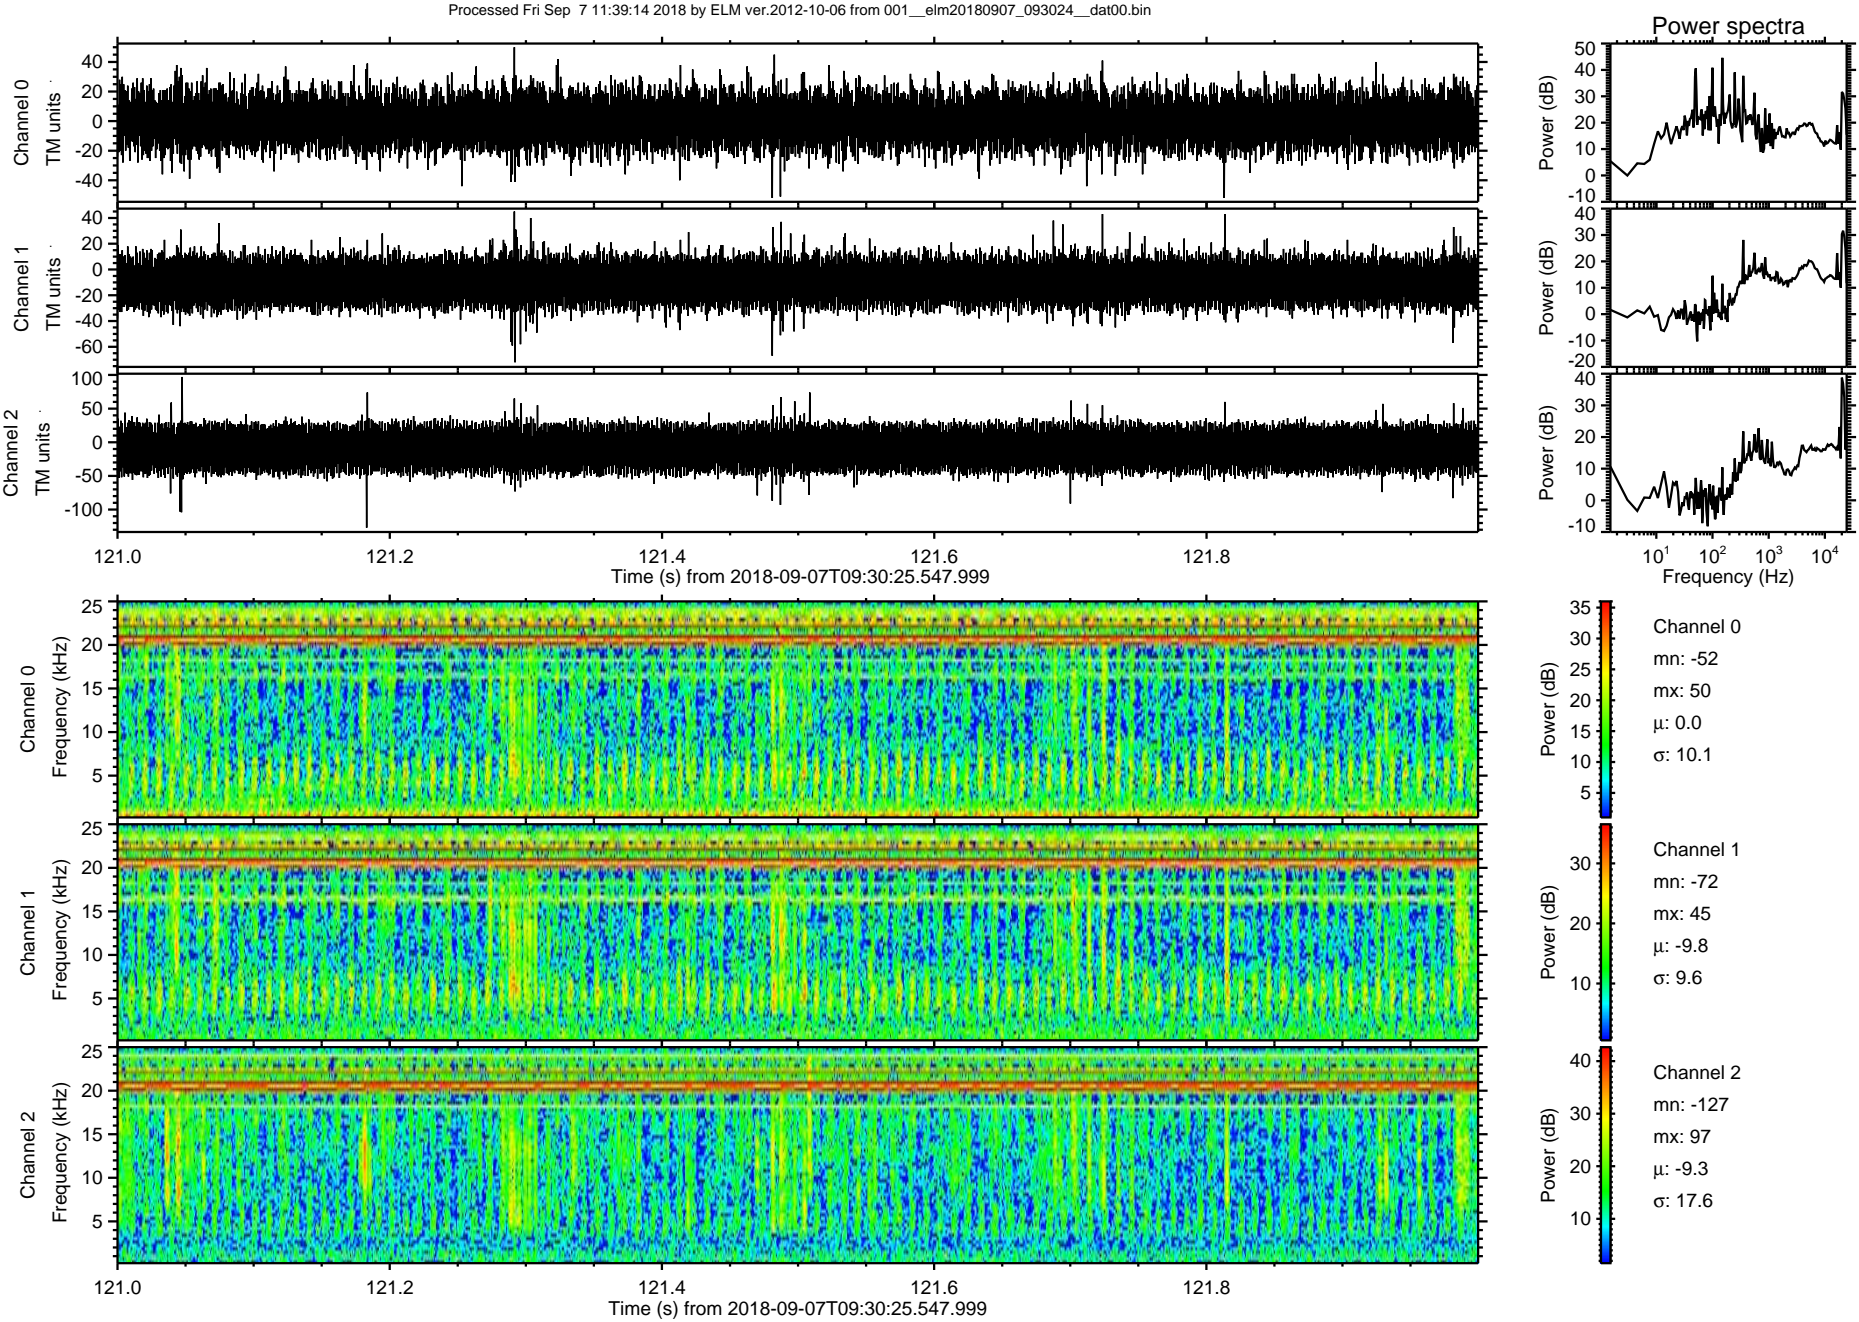 Processed Fri Sep  7 11:39:14 2018 by ELM ver.2012-10-06 from 001__elm20180907_093024__dat00.bin
Power spectra
Channel 0
TM units
40
20
0
-20
-40
Power (dB)
50
40
30
20
10
0
-10
Channel 1
TM units
40
20
0
-20
-40
-60
Power (dB)
40
30
20
10
0
-10
-20
Channel 2
TM units
100
50
0
-50
-100
Power (dB)
40
30
20
10
0
-10
121.0 121.2 121.4 121.6 121.8
Time (s) from 2018-09-07T09:30:25.547.999
10¹ 10² 10³ 10⁴
Frequency (Hz)
Channel 0
Frequency (kHz)
25
20
15
10
5
Power (dB)
35
30
25
20
15
10
5
Channel 0
mn: -52
mx: 50
μ: 0.0
σ: 10.1
Channel 1
Frequency (kHz)
25
20
15
10
5
Power (dB)
30
20
10
Channel 1
mn: -72
mx: 45
μ: -9.8
σ: 9.6
Channel 2
Frequency (kHz)
25
20
15
10
5
Power (dB)
40
30
20
10
Channel 2
mn: -127
mx: 97
μ: -9.3
σ: 17.6
121.0 121.2 121.4 121.6 121.8
Time (s) from 2018-09-07T09:30:25.547.999